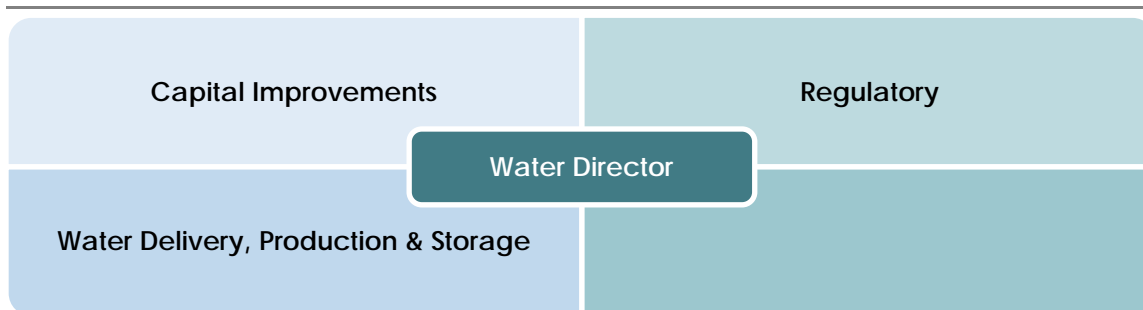 Capital Improvements
Regulatory
Water Director
Water Delivery, Production & Storage